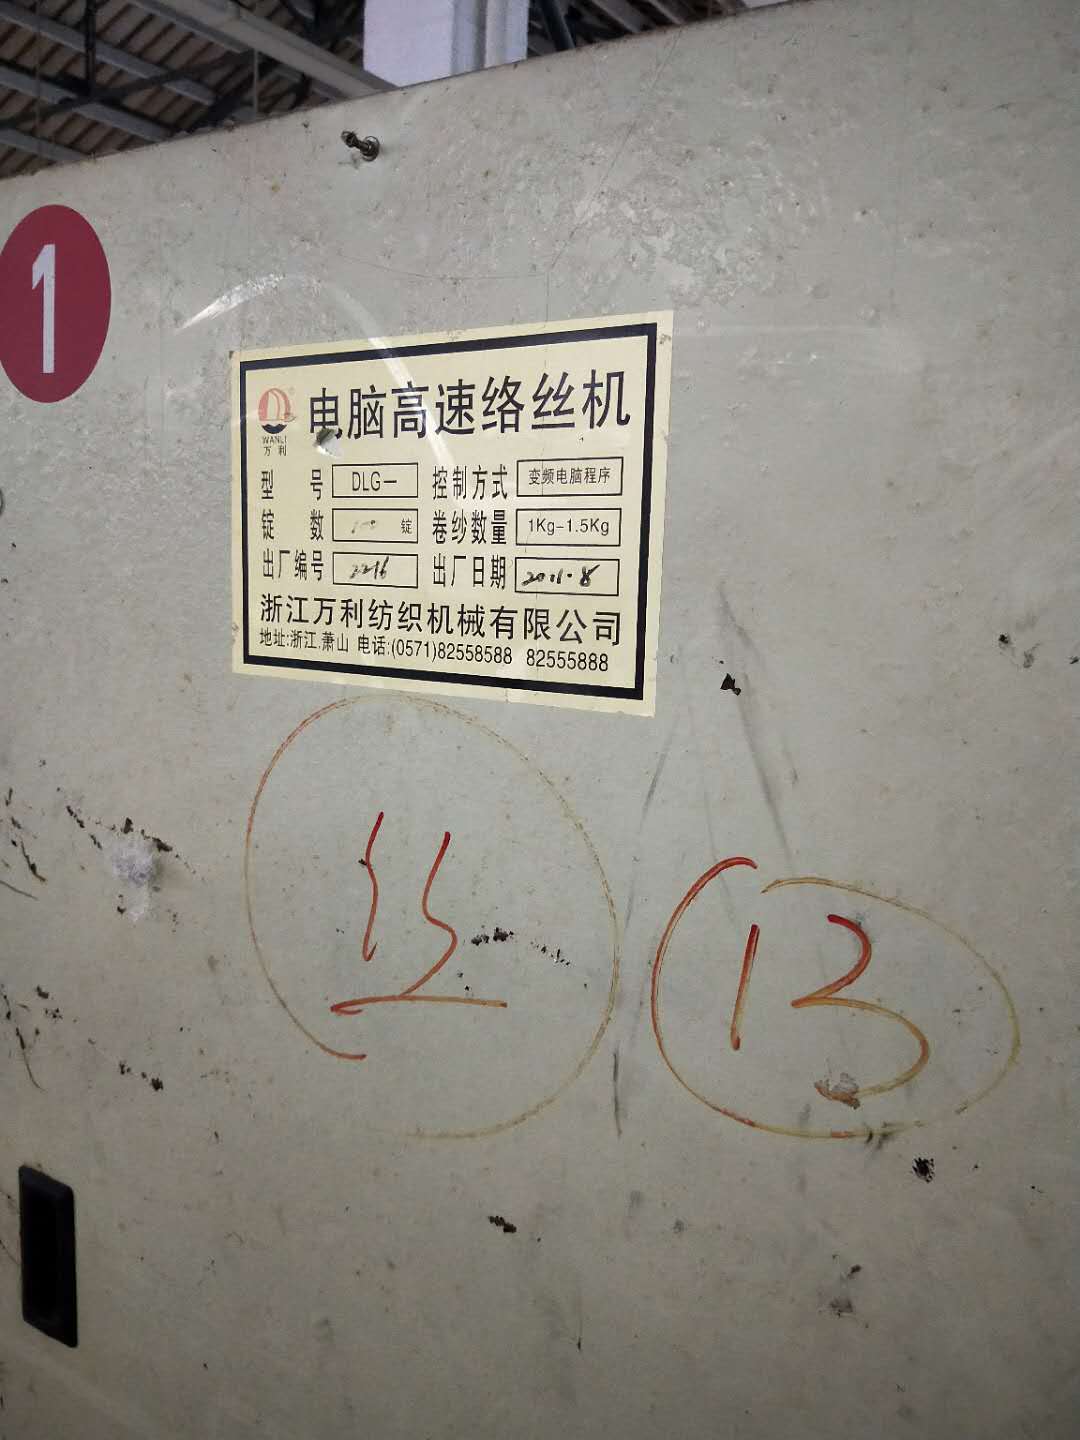 1
电脑高速络丝机
WANLI
万利
型号 DLG— 控制方式 变频电脑程序
锭数 锭 卷纱数量 1Kg-1.5Kg
出厂编号 2216 出厂日期 2011.8
浙江万利纺织机械有限公司
地址:浙江.萧山 电话:(0571)82558588 82555888
丝
13